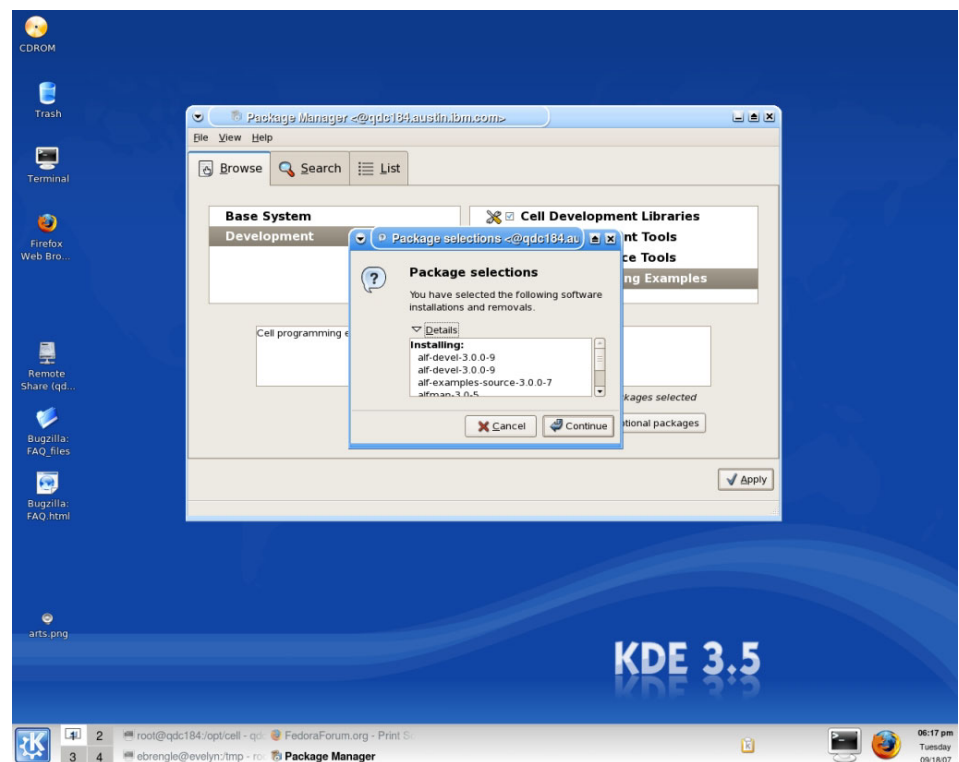 CDROM
Trash
Terminal
Firefox
Web Bro...
Remote
Share (qd...
Bugzilla:
FAQ_files
Bugzilla:
FAQ.html
arts.png
Package Manager <@qdc184.austin.ibm.com>
File View Help
Browse Search List
Base System
Development
Cell Development Libraries
nt Tools
ce Tools
ng Examples
Cell programming e
kages selected
tional packages
Apply
Package selections <@qdc184.au
Package selections
You have selected the following software
installations and removals.
Details
Installing:
alf-devel-3.0.0-9
alf-devel-3.0.0-9
alf-examples-source-3.0.0-7
alfman-3.0-5
Cancel Continue
KDE 3.5
2 root@qdc184:/opt/cell - qd FedoraForum.org - Print S
3 4 ebrengle@evelyn:/tmp - ro Package Manager
06:17 pm
Tuesday
09/18/07